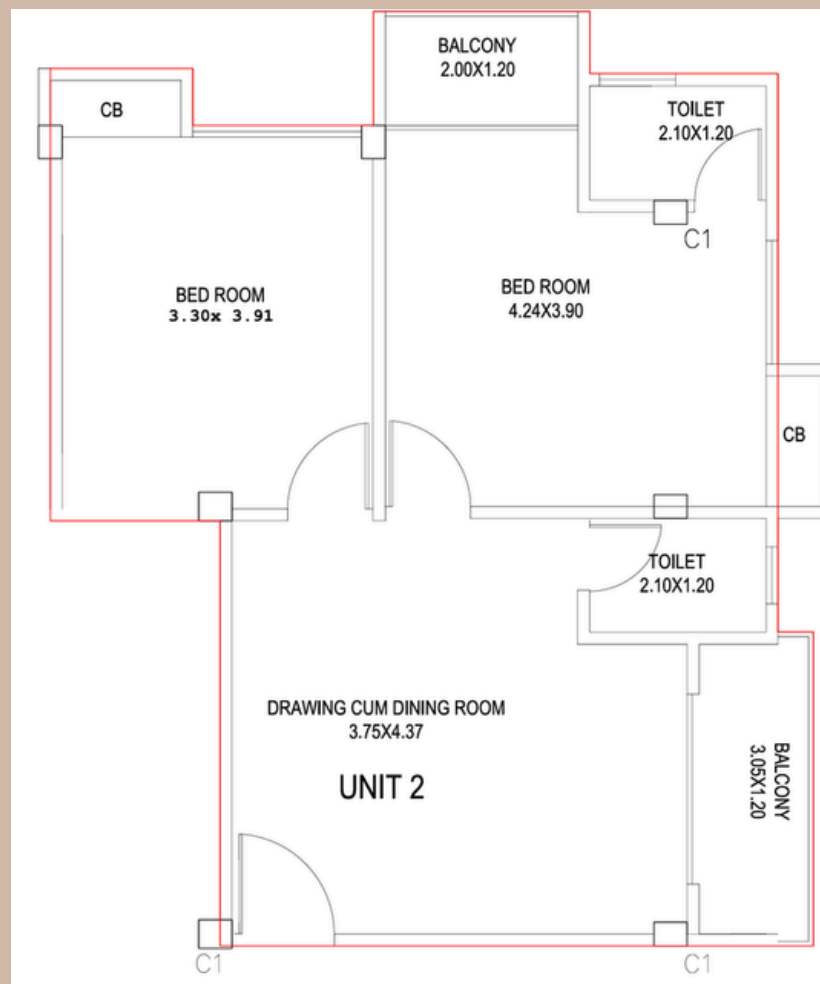 BALCONY
2.00X1.20
CB
TOILET
2.10X1.20
C1
BED ROOM
3.30x 3.91
BED ROOM
4.24X3.90
CB
TOILET
2.10X1.20
DRAWING CUM DINING ROOM
3.75X4.37
UNIT 2
BALCONY
3.05X1.20
C1
C1